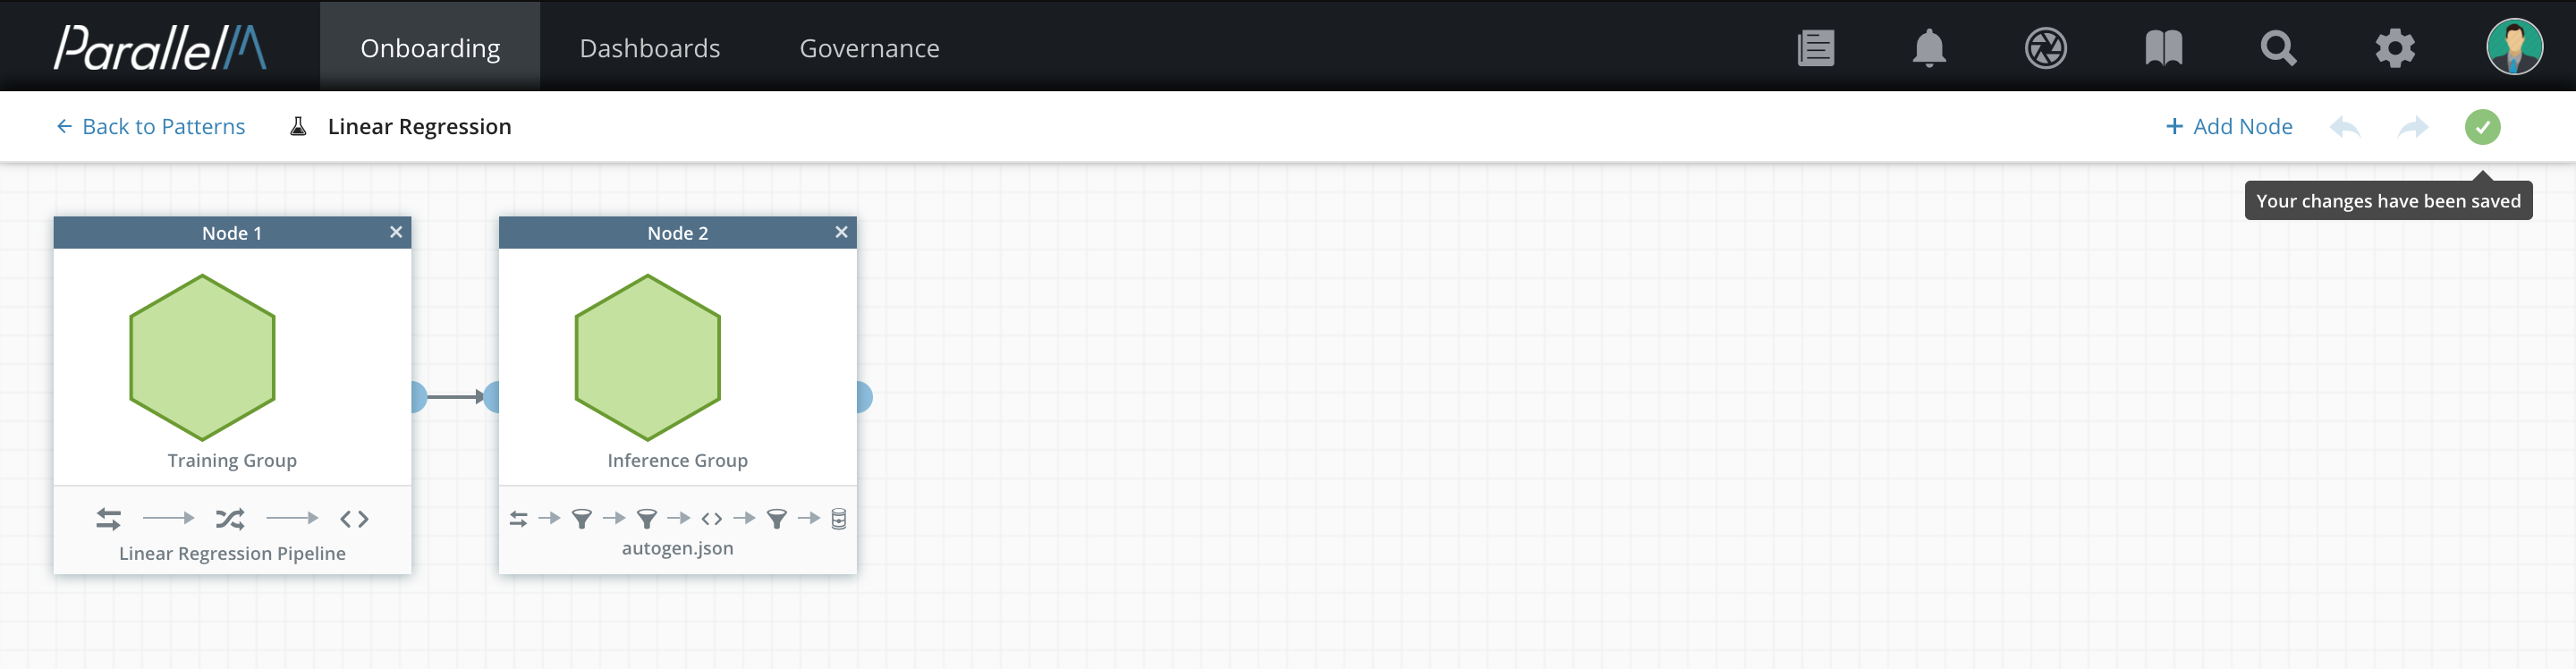 ParallelM
Onboarding
Dashboards
Governance
← Back to Patterns
Linear Regression
+ Add Node
Your changes have been saved
Node 1 ×
Node 2 ×
Training Group
Inference Group
Linear Regression Pipeline
autogen.json